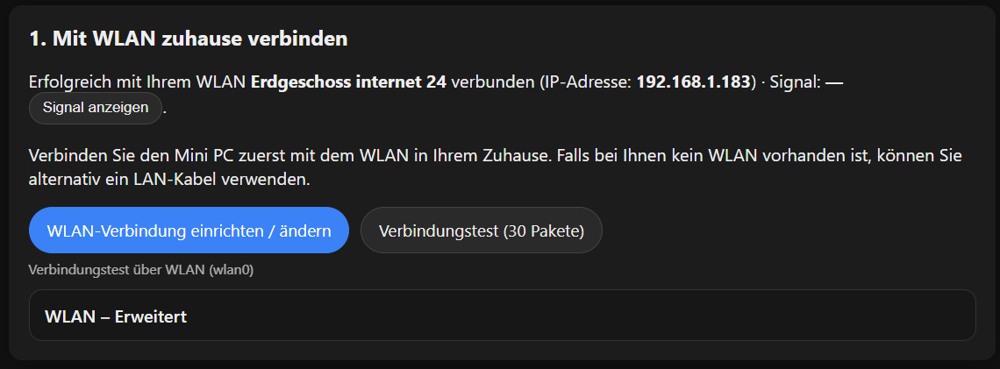 1. Mit WLAN zuhause verbinden
Erfolgreich mit Ihrem WLAN Erdgeschoss internet 24 verbunden (IP-Adresse: 192.168.1.183) · Signal: —
Signal anzeigen.
Verbinden Sie den Mini PC zuerst mit dem WLAN in Ihrem Zuhause. Falls bei Ihnen kein WLAN vorhanden ist, können Sie
alternativ ein LAN-Kabel verwenden.
WLAN-Verbindung einrichten / ändern Verbindungstest (30 Pakete)
Verbindungstest über WLAN (wlan0)
WLAN – Erweitert